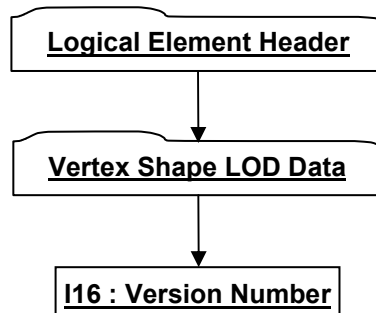 Logical Element Header
Vertex Shape LOD Data
I16 : Version Number